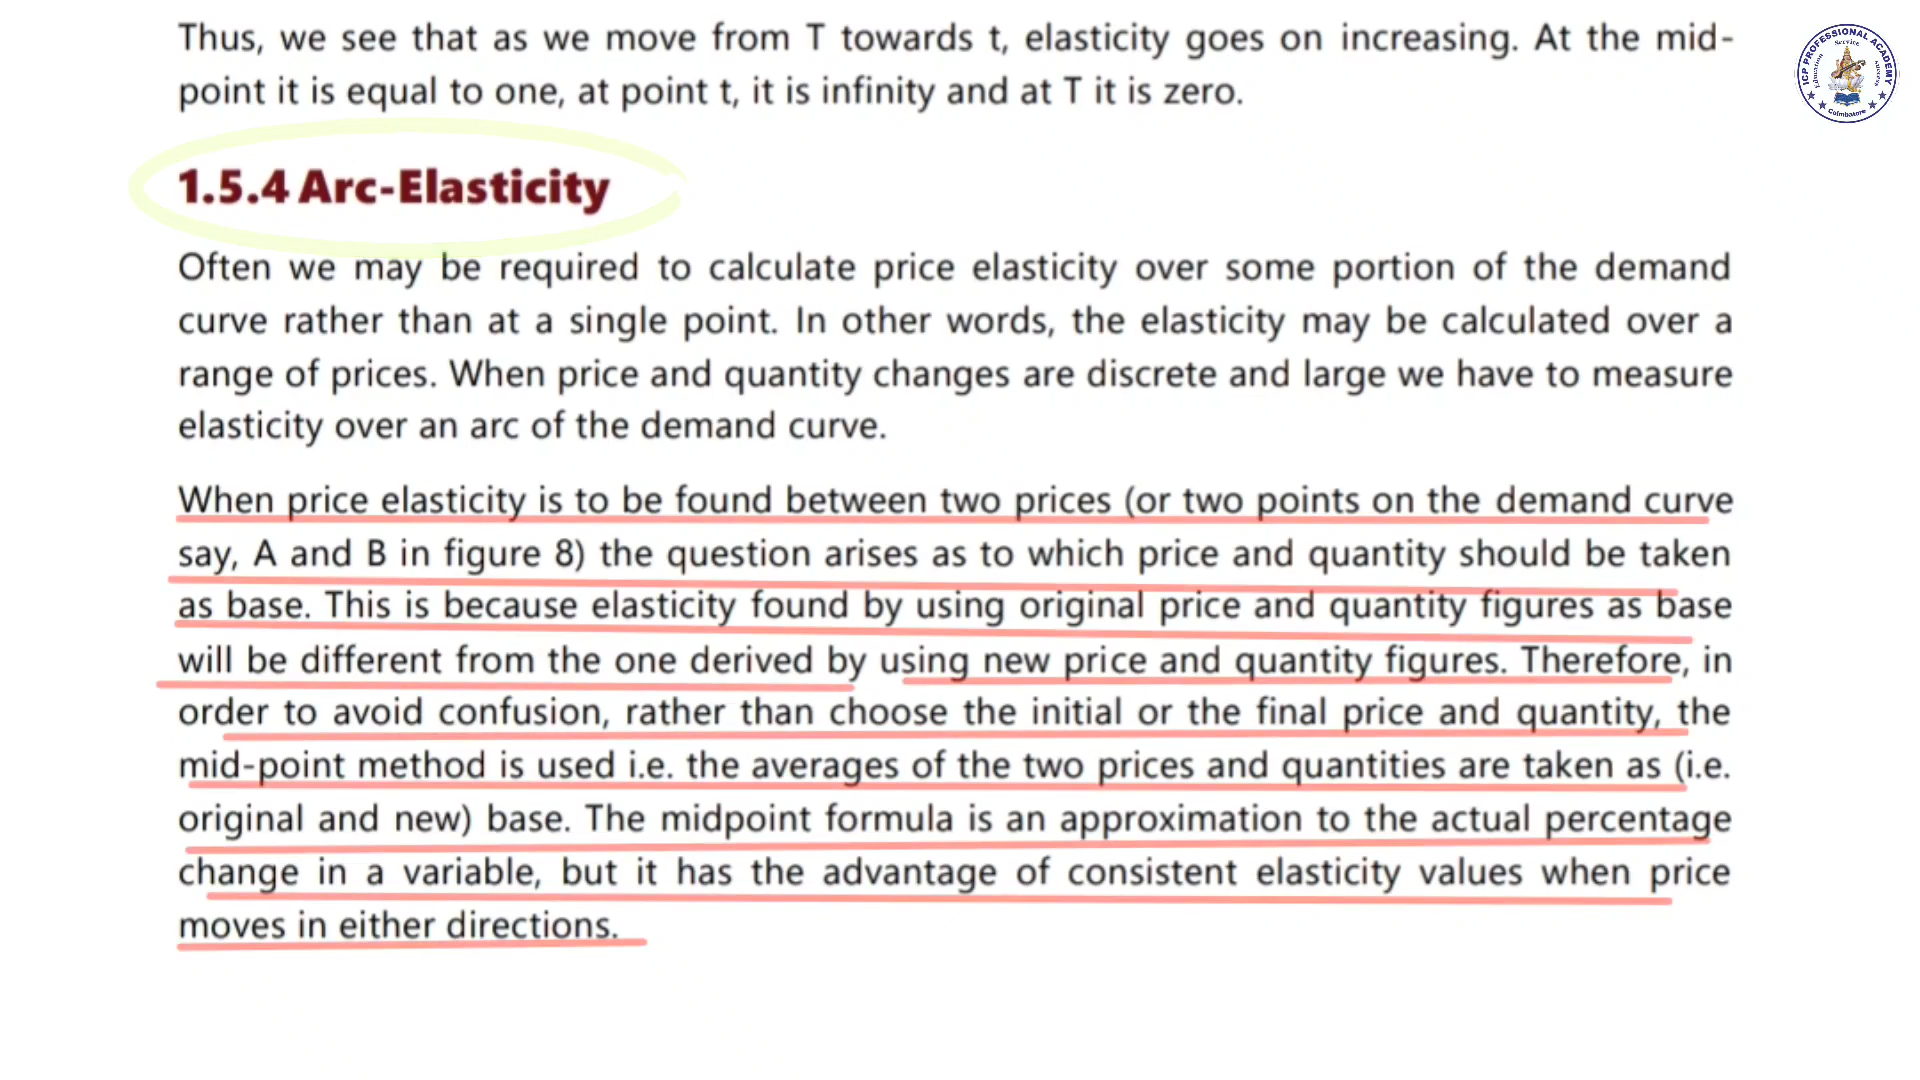 Thus, we see that as we move from T towards t, elasticity goes on increasing. At the mid-
point it is equal to one, at point t, it is infinity and at T it is zero.
1.5.4 Arc-Elasticity
Often we may be required to calculate price elasticity over some portion of the demand
curve rather than at a single point. In other words, the elasticity may be calculated over a
range of prices. When price and quantity changes are discrete and large we have to measure
elasticity over an arc of the demand curve.
When price elasticity is to be found between two prices (or two points on the demand curve
say, A and B in figure 8) the question arises as to which price and quantity should be taken
as base. This is because elasticity found by using original price and quantity figures as base
will be different from the one derived by using new price and quantity figures. Therefore, in
order to avoid confusion, rather than choose the initial or the final price and quantity, the
mid-point method is used i.e. the averages of the two prices and quantities are taken as (i.e.
original and new) base. The midpoint formula is an approximation to the actual percentage
change in a variable, but it has the advantage of consistent elasticity values when price
moves in either directions.
ICP PROFESSIONAL ACADEMY
Service
Education
Coimbatore